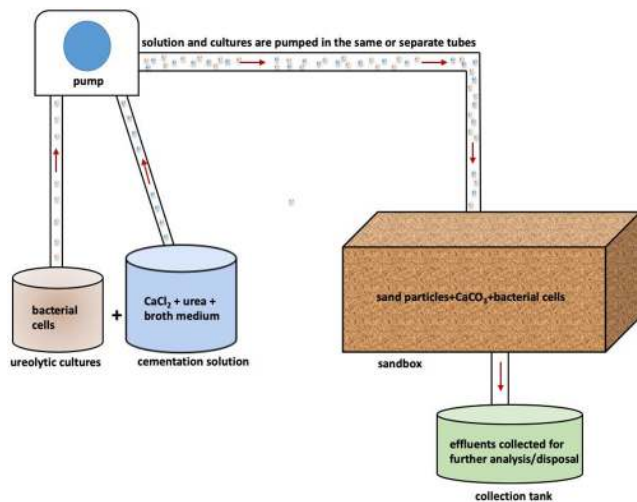 solution and cultures are pumped in the same or separate tubes
pump
bacterial
cells
+
CaCl₂ + urea +
broth medium
ureolytic cultures
cementation solution
sand particles+CaCO₃+bacterial cells
sandbox
effluents collected for
further analysis/disposal
collection tank